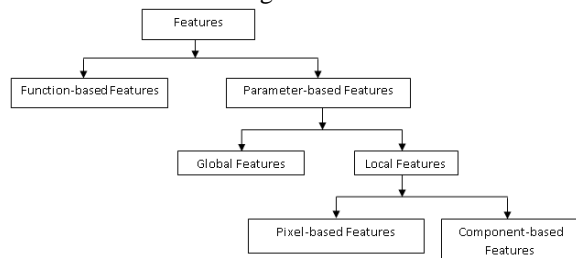 Features
Function-based Features
Parameter-based Features
Global Features
Local Features
Pixel-based Features
Component-based
Features